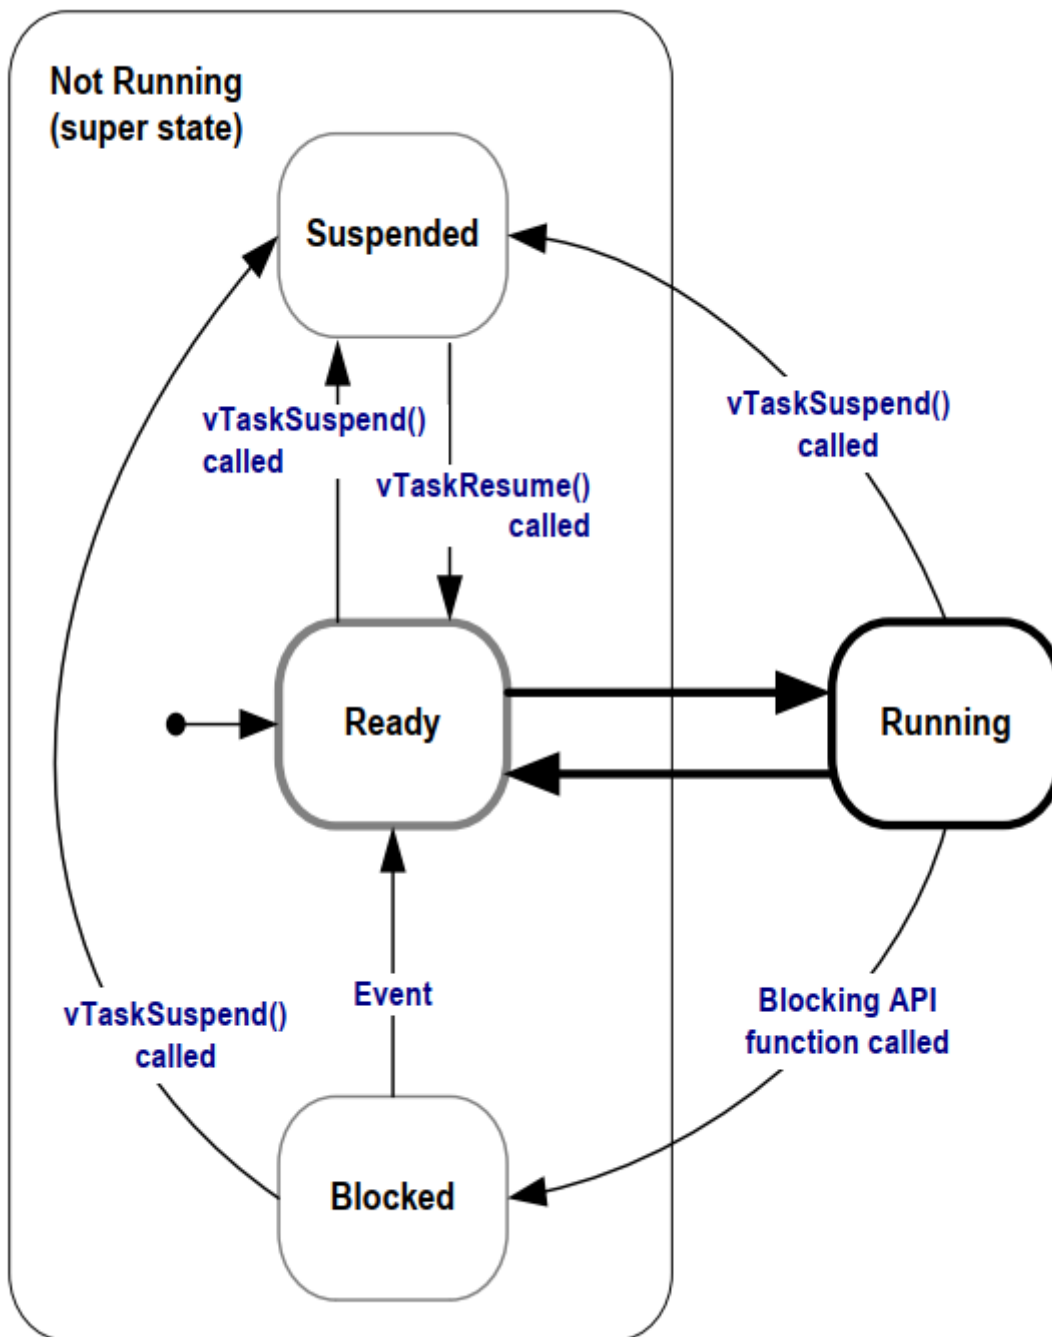 Not Running
(super state)
Suspended
vTaskSuspend()
called
vTaskResume()
called
vTaskSuspend()
called
Ready
Running
Event
vTaskSuspend()
called
Blocking API
function called
Blocked